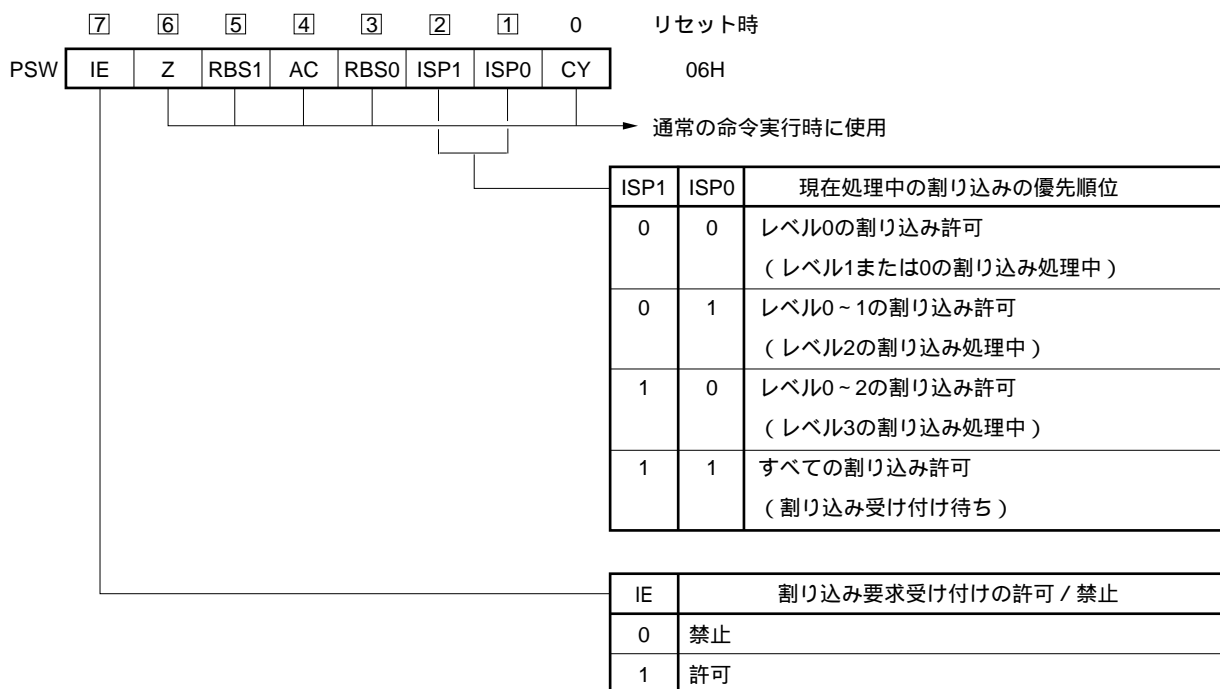 7 6 5 4 3 2 1 0 リセット時
PSW IE Z RBS1 AC RBS0 ISP1 ISP0 CY 06H
通常の命令実行時に使用
ISP1 ISP0 現在処理中の割り込みの優先順位
0 0 レベル0の割り込み許可
（レベル1または0の割り込み処理中）
0 1 レベル0～1の割り込み許可
（レベル2の割り込み処理中）
1 0 レベル0～2の割り込み許可
（レベル3の割り込み処理中）
1 1 すべての割り込み許可
（割り込み受け付け待ち）
IE 割り込み要求受け付けの許可／禁止
0 禁止
1 許可